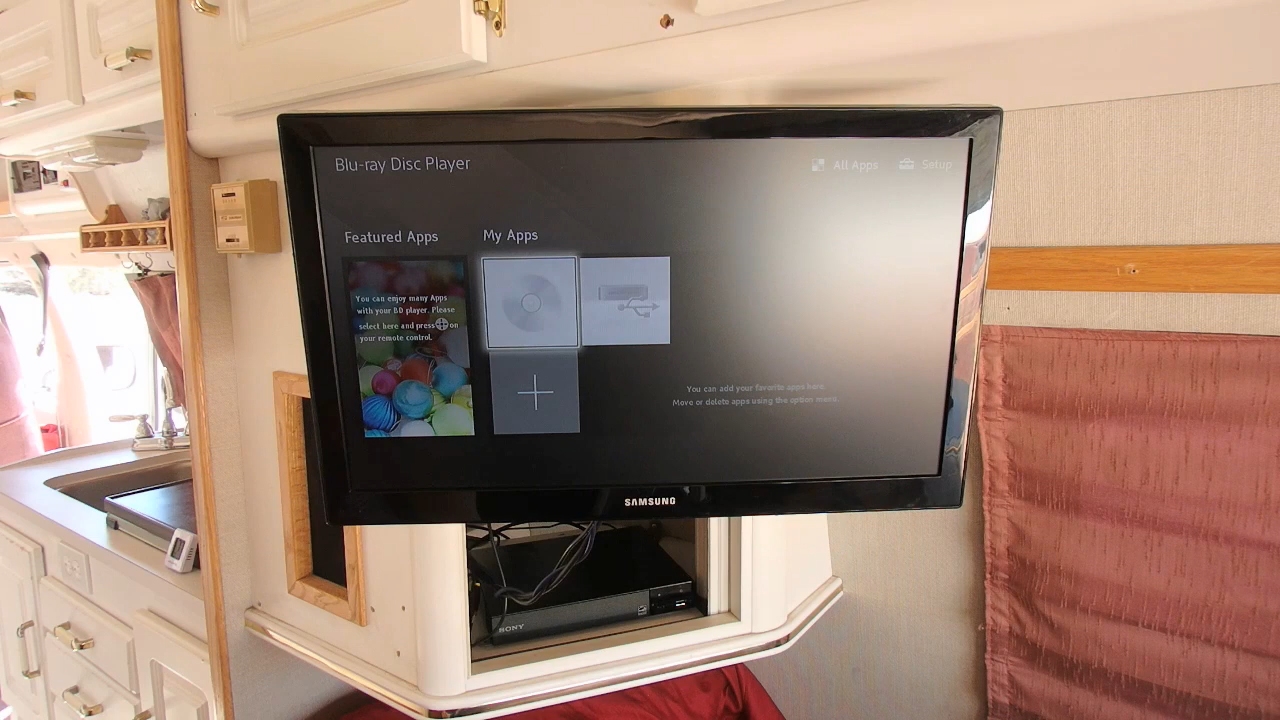 Blu-ray Disc Player
All Apps
Setup
Featured Apps
My Apps
You can enjoy many Apps
with your BD player. Please
select here and press on
your remote control.
You can add your favorite apps here.
Move or delete apps using the option menu.
SAMSUNG
SONY